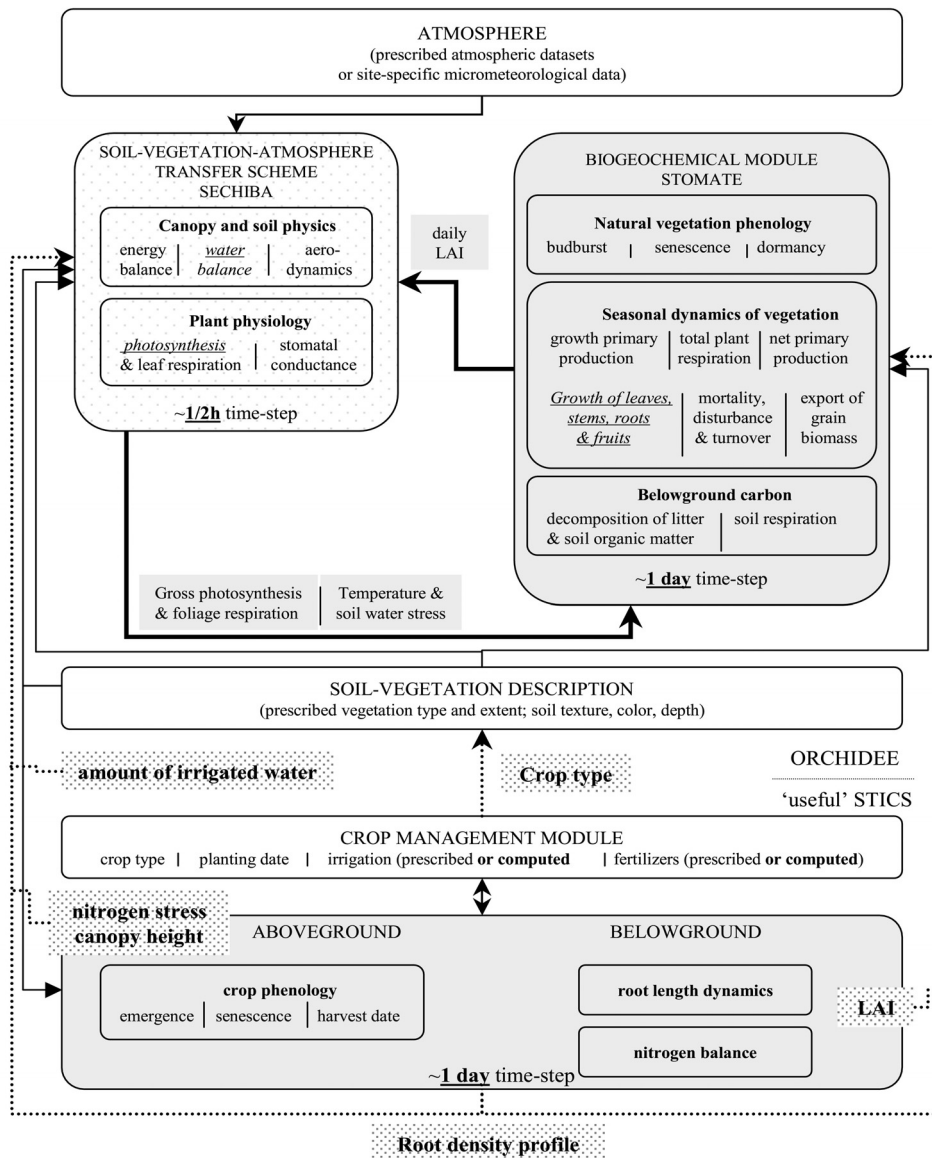 ATMOSPHERE
(prescribed atmospheric datasets
or site-specific micrometeorological data)
SOIL-VEGETATION-ATMOSPHERE
TRANSFER SCHEME
SECHIBA
Canopy and soil physics
energy balance | water balance | aero-dynamics
Plant physiology
photosynthesis & leaf respiration | stomatal conductance
~1/2h time-step
daily
LAI
BIOGEOCHEMICAL MODULE
STOMATE
Natural vegetation phenology
budburst | senescence | dormancy
Seasonal dynamics of vegetation
growth primary production | total plant respiration | net primary production
Growth of leaves, stems, roots & fruits | mortality, disturbance & turnover | export of grain biomass
Belowground carbon
decomposition of litter & soil organic matter | soil respiration
~1 day time-step
Gross photosynthesis & foliage respiration | Temperature & soil water stress
SOIL-VEGETATION DESCRIPTION
(prescribed vegetation type and extent; soil texture, color, depth)
amount of irrigated water
Crop type
ORCHIDEE
‘useful’ STICS
CROP MANAGEMENT MODULE
crop type | planting date | irrigation (prescribed or computed | fertilizers (prescribed or computed)
nitrogen stress
canopy height
ABOVEGROUND
BELOWGROUND
crop phenology
emergence | senescence | harvest date
root length dynamics
nitrogen balance
LAI
~1 day time-step
Root density profile